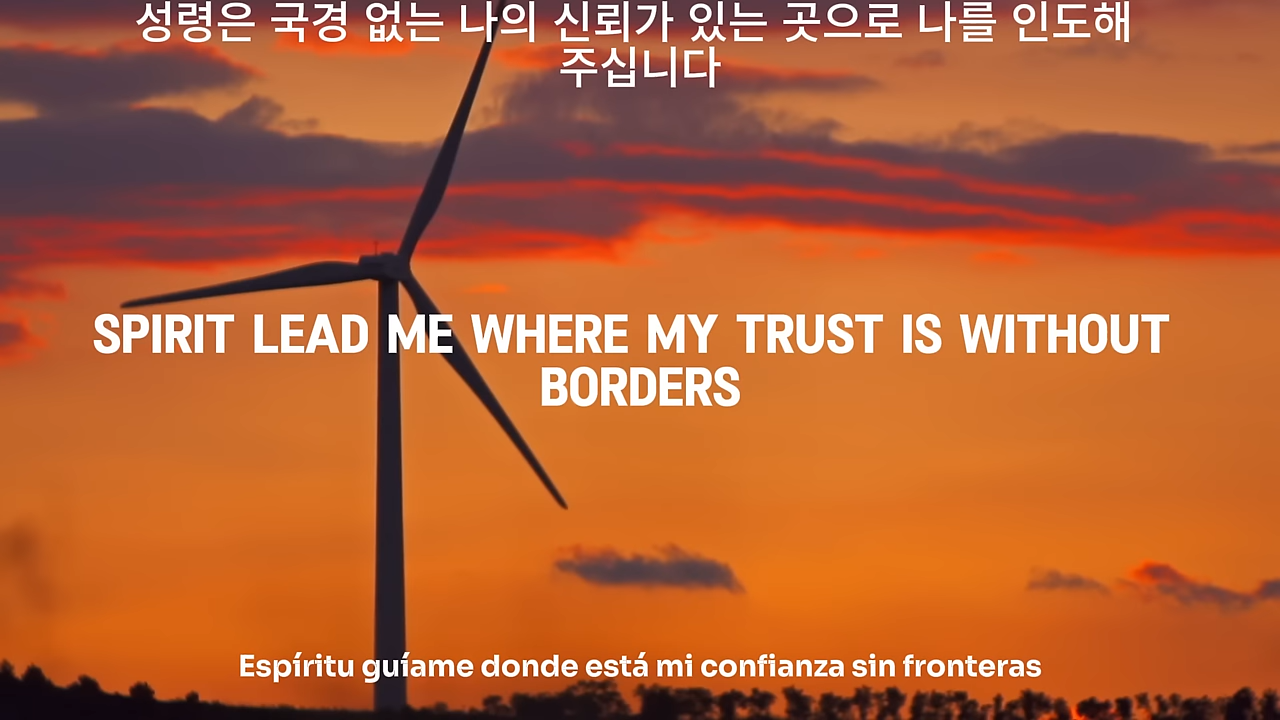 성령은 국경 없는 나의 신뢰가 있는 곳으로 나를 인도해
주십니다
SPIRIT LEAD ME WHERE MY TRUST IS WITHOUT
BORDERS
Espíritu guíame donde está mi confianza sin fronteras